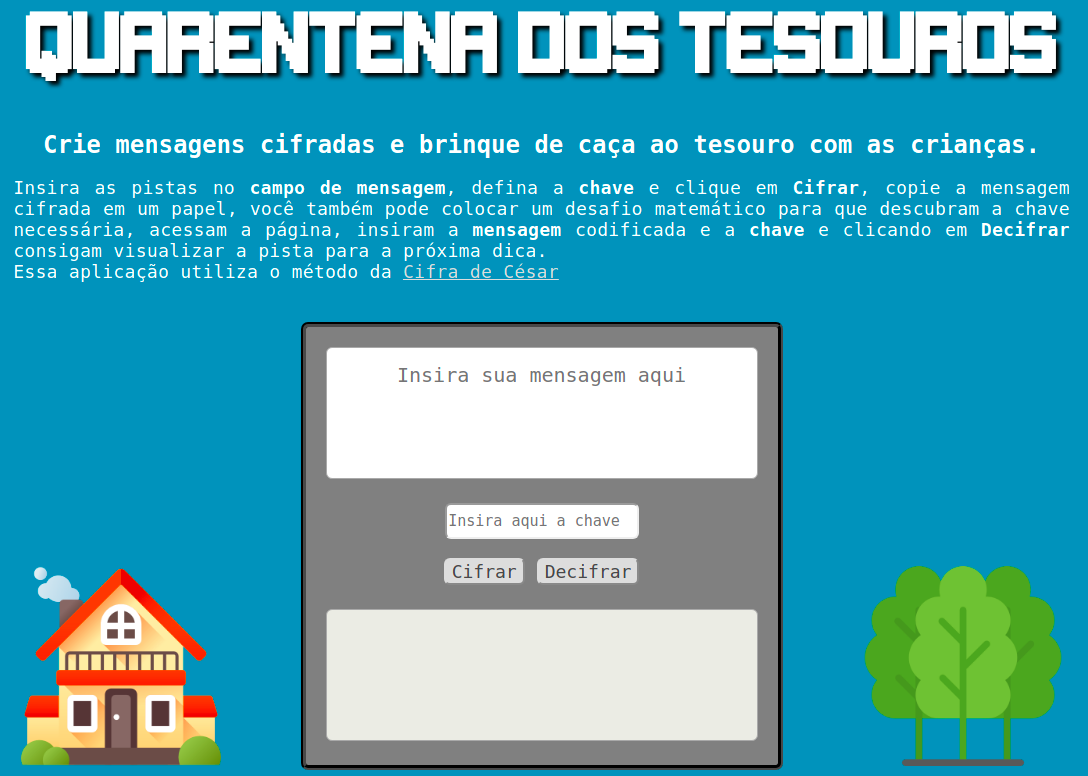 QUARENTENA DOS TESOUROS
Crie mensagens cifradas e brinque de caça ao tesouro com as crianças.
Insira as pistas no campo de mensagem, defina a chave e clique em Cifrar, copie a mensagem
cifrada em um papel, você também pode colocar um desafio matemático para que descubram a chave
necessária, acessam a página, insiram a mensagem codificada e a chave e clicando em Decifrar
consigam visualizar a pista para a próxima dica.
Essa aplicação utiliza o método da Cifra de César
Insira sua mensagem aqui
Insira aqui a chave
Cifrar Decifrar